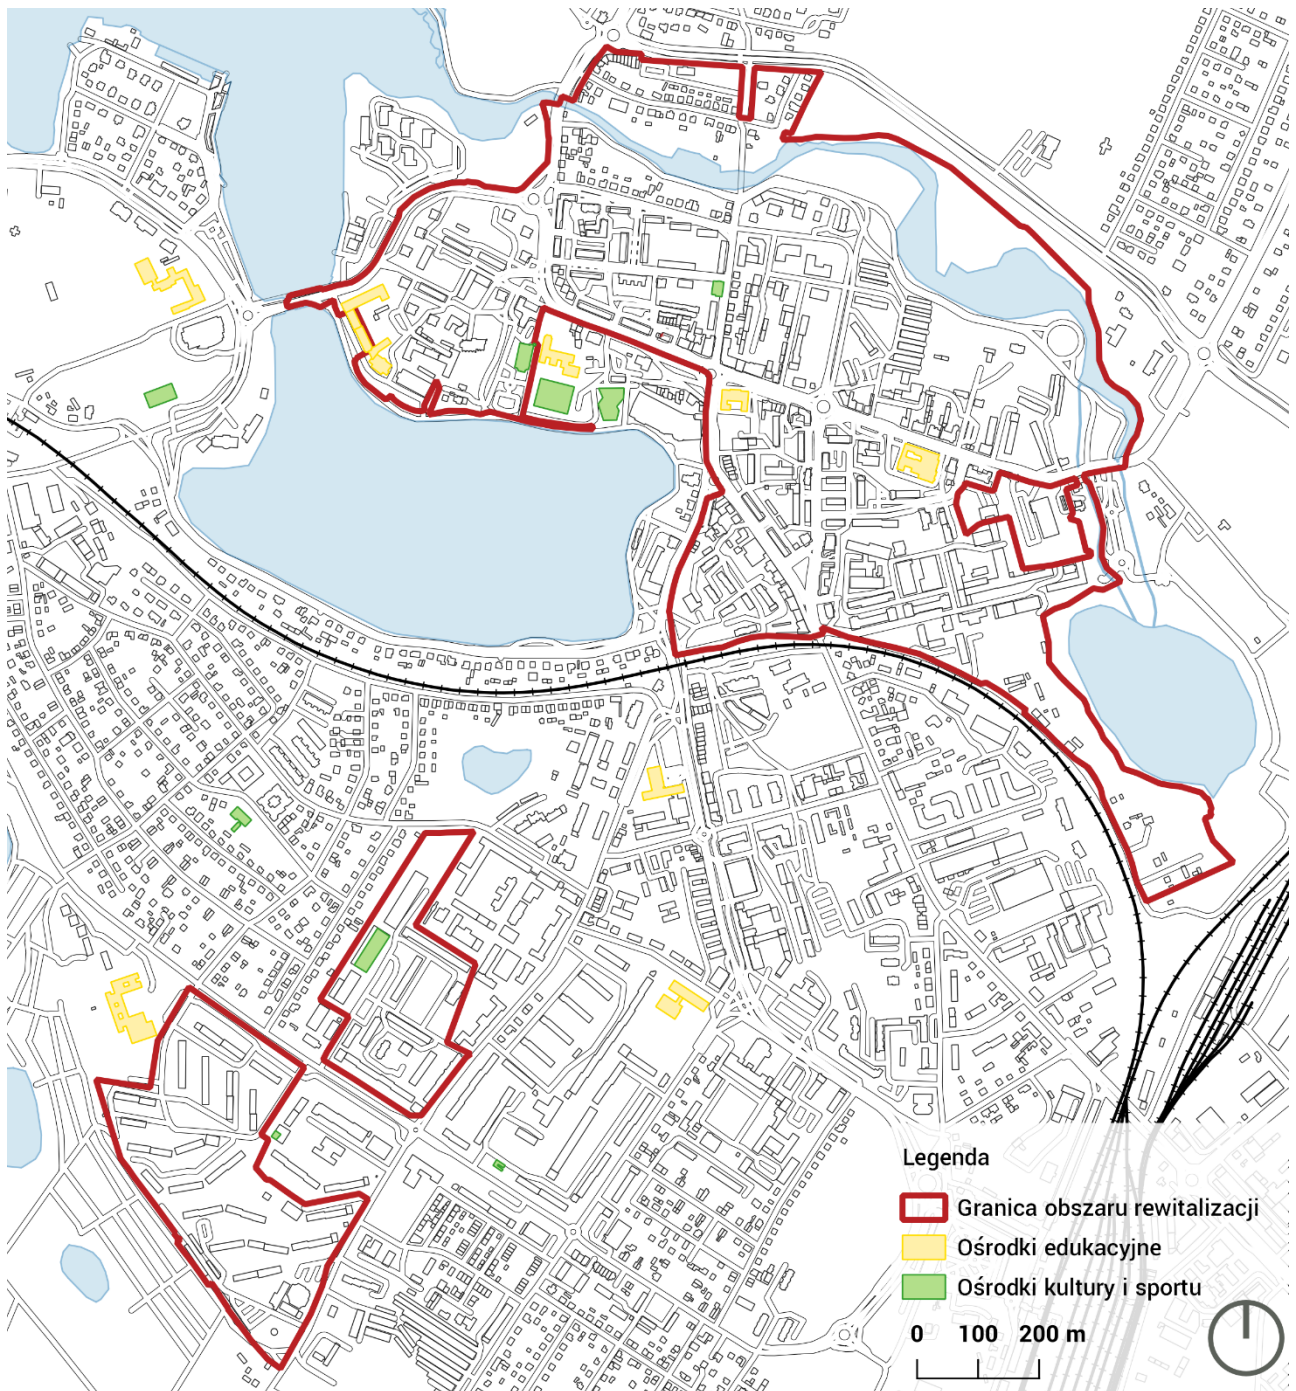 Legenda
Granica obszaru rewitalizacji
Ośrodki edukacyjne
Ośrodki kultury i sportu
0 100 200 m